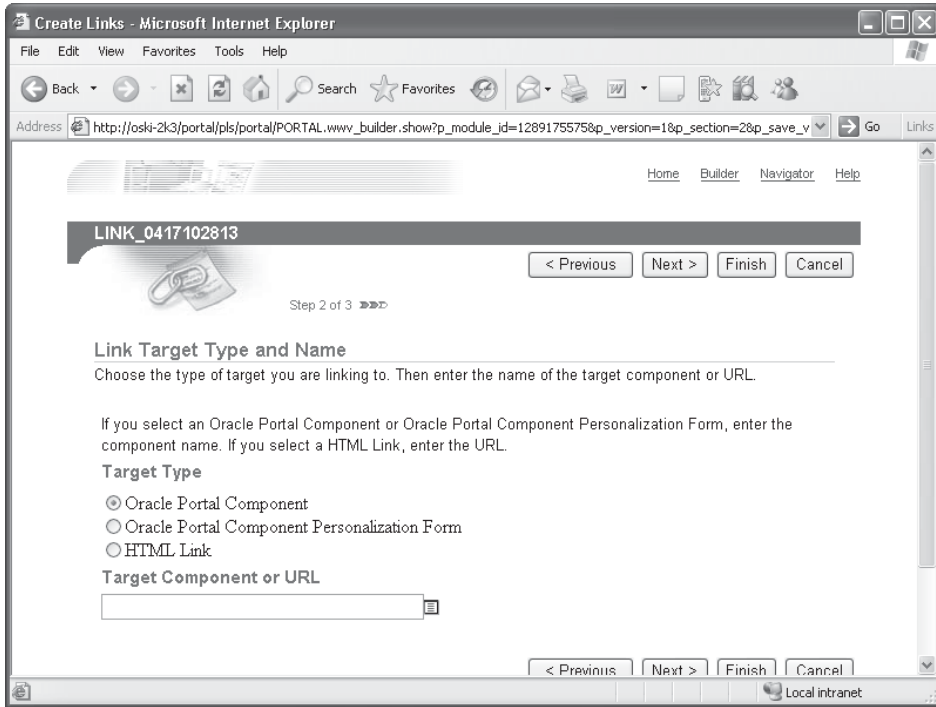 Create Links - Microsoft Internet Explorer
File Edit View Favorites Tools Help
Back Search Favorites
Address http://oski-2k3/portal/pls/portal/PORTAL.wwv_builder.show?p_module_id=1289175575&p_version=1&p_section=2&p_save_v Go Links
Home Builder Navigator Help
LINK_0417102813
< Previous Next > Finish Cancel
Step 2 of 3
Link Target Type and Name
Choose the type of target you are linking to. Then enter the name of the target component or URL.
If you select an Oracle Portal Component or Oracle Portal Component Personalization Form, enter the
component name. If you select a HTML Link, enter the URL.
Target Type
Oracle Portal Component
Oracle Portal Component Personalization Form
HTML Link
Target Component or URL
< Previous Next > Finish Cancel
Local intranet